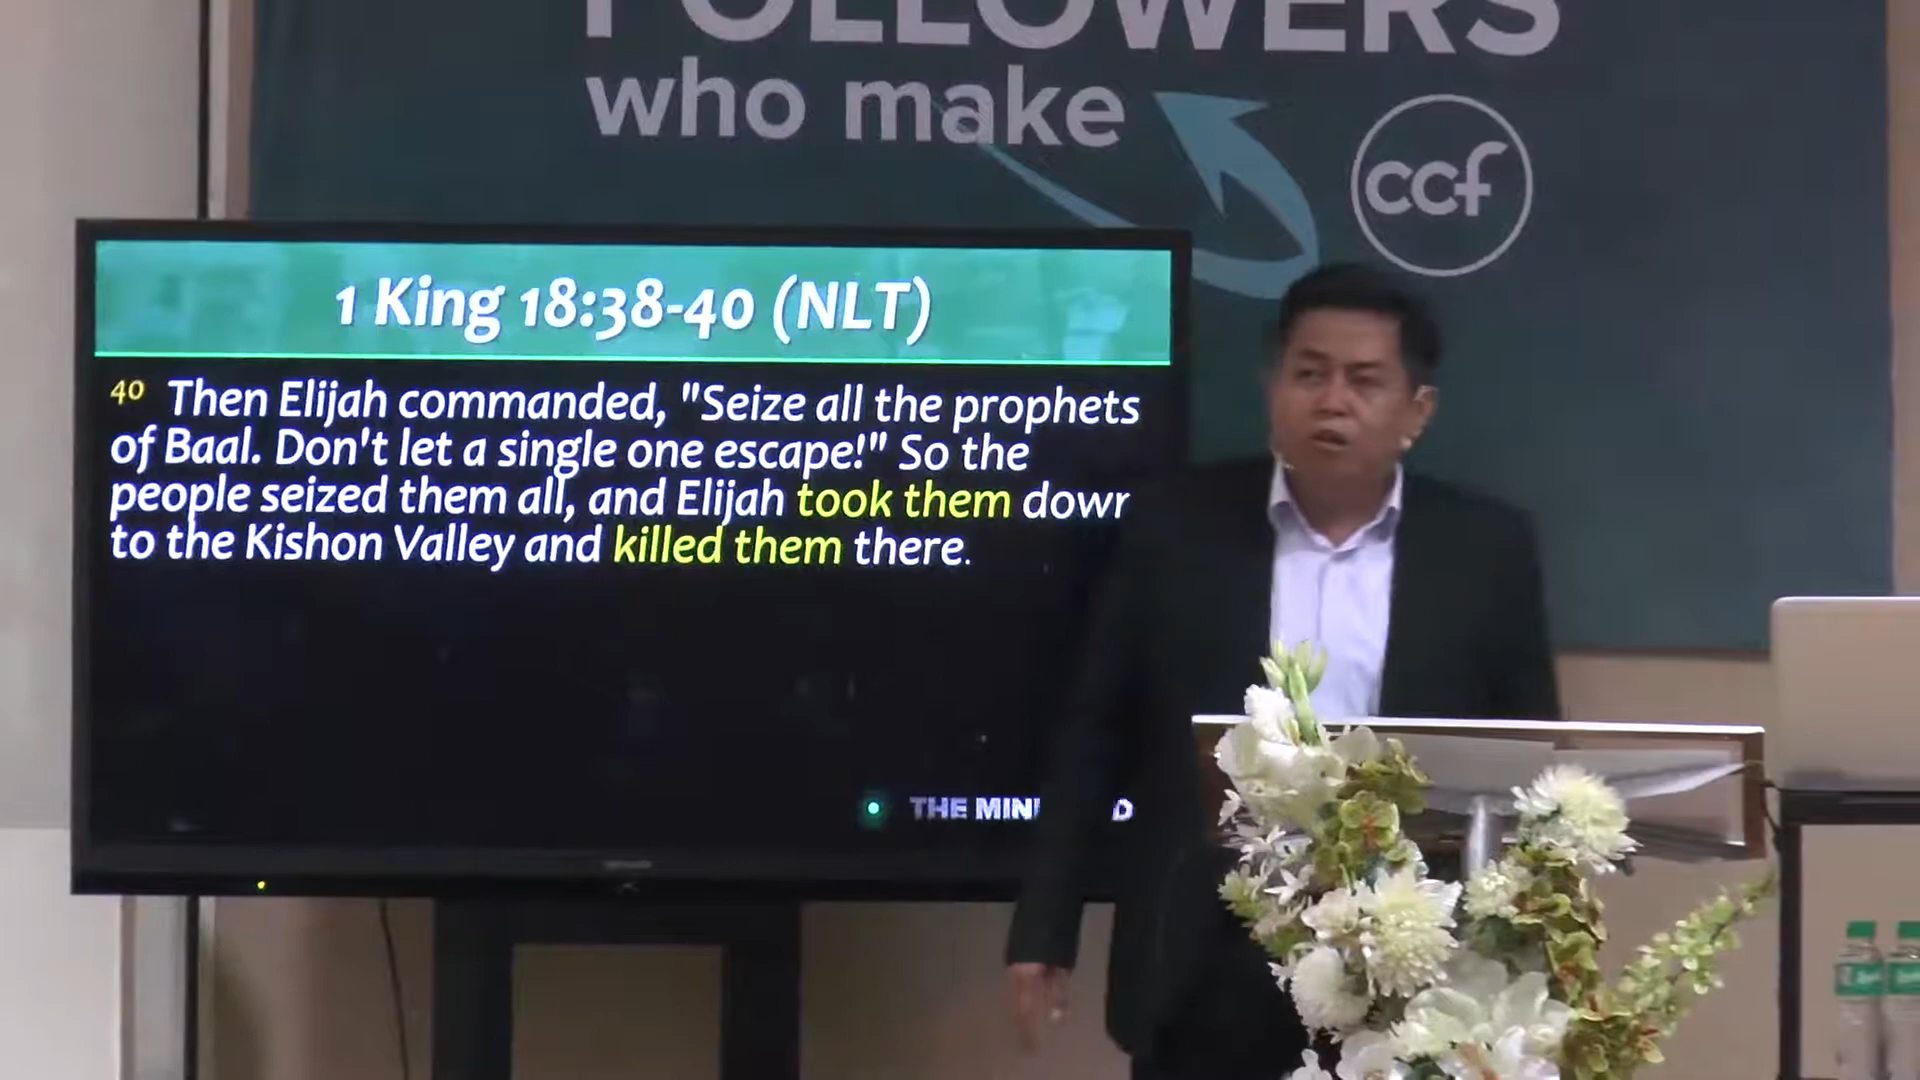 FOLLOWERS
who make
ccf
1 King 18:38-40 (NLT)
40 Then Elijah commanded, "Seize all the prophets
of Baal. Don't let a single one escape!" So the
people seized them all, and Elijah took them dowr
to the Kishon Valley and killed them there.
THE